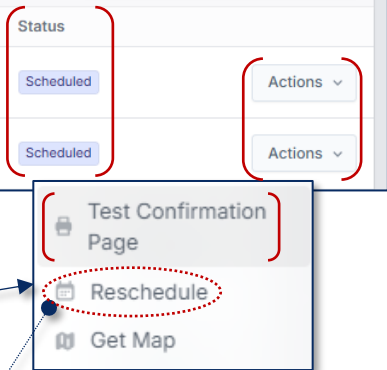 Status
Scheduled
Actions
Scheduled
Actions
Test Confirmation
Page
Reschedule
Get Map